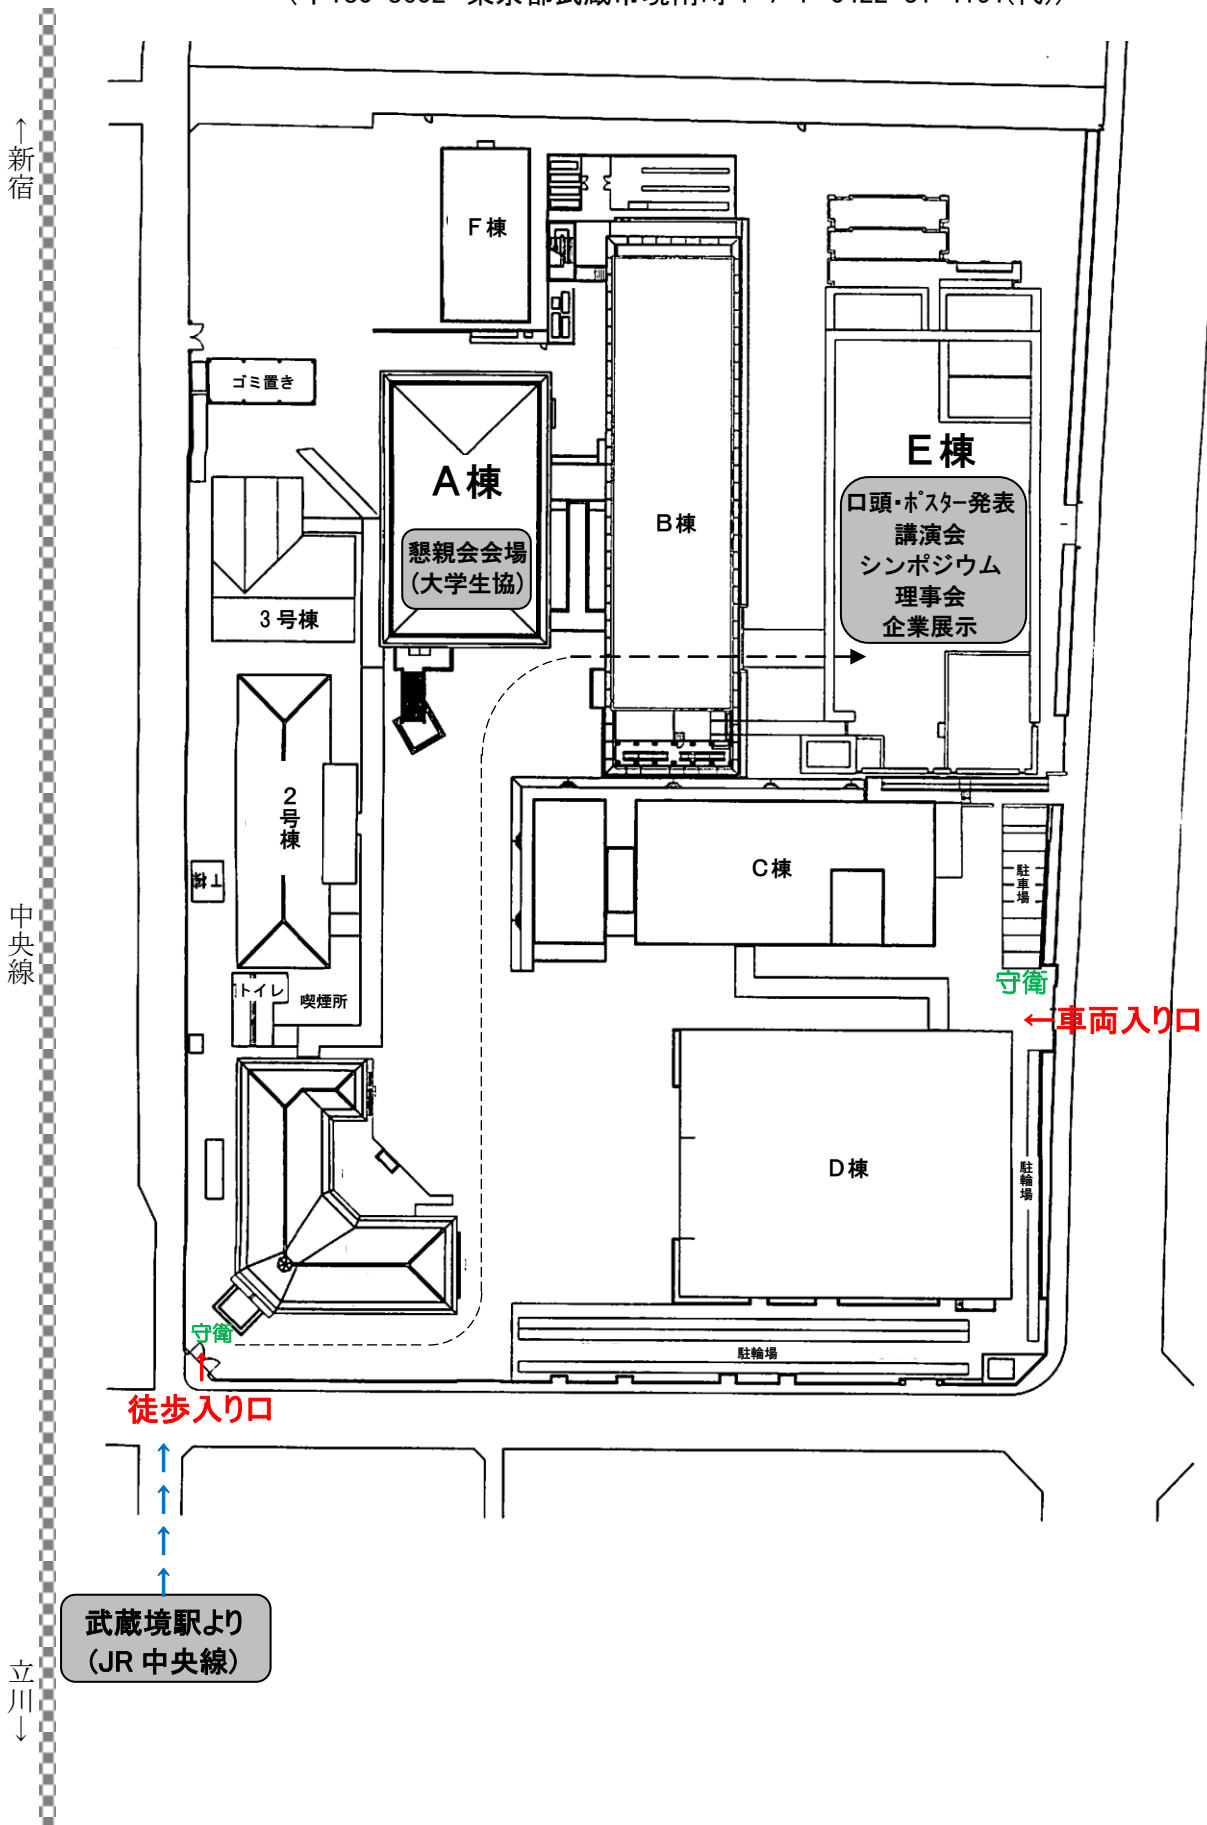 ↑新宿
F棟
ゴミ置き
A棟
懇親会会場
(大学生協)
B棟
E棟
口頭・ポスター発表
講演会
シンポジウム
理事会
企業展示
3号棟
2号棟
C棟
駐車場
守衛
←車両入り口
中央線
トイレ
喫煙所
D棟
駐輪場
駐輪場
守衛
徒歩入り口
武蔵境駅より
(JR 中央線)
立川↓